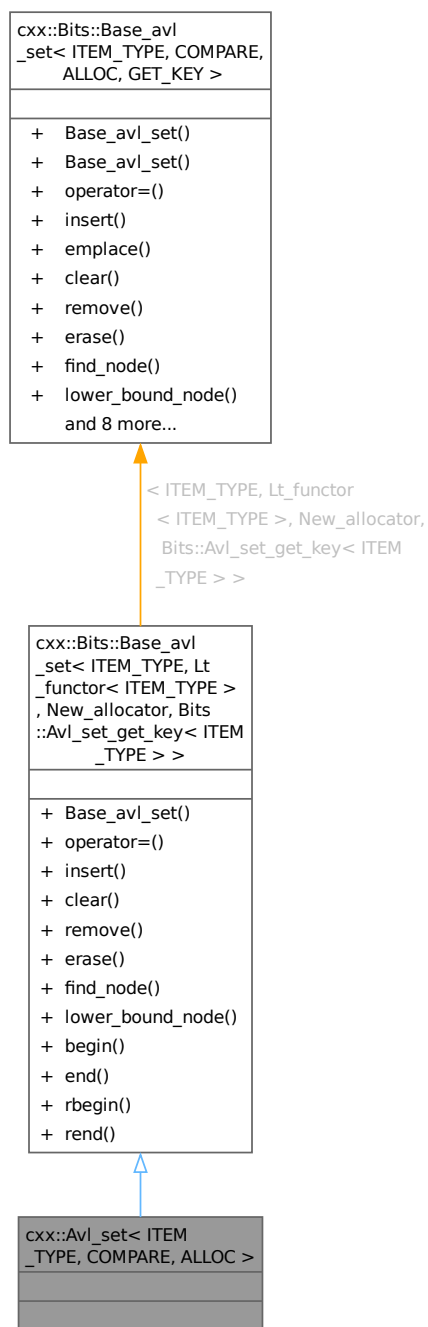 cxx::Bits::Base_avl
_set< ITEM_TYPE, COMPARE,
ALLOC, GET_KEY >
+ Base_avl_set()
+ Base_avl_set()
+ operator=()
+ insert()
+ emplace()
+ clear()
+ remove()
+ erase()
+ find_node()
+ lower_bound_node()
and 8 more...
< ITEM_TYPE, Lt_functor
< ITEM_TYPE >, New_allocator,
Bits::Avl_set_get_key< ITEM
_TYPE > >
cxx::Bits::Base_avl
_set< ITEM_TYPE, Lt
_functor< ITEM_TYPE >
, New_allocator, Bits
::Avl_set_get_key< ITEM
_TYPE > >
+ Base_avl_set()
+ operator=()
+ insert()
+ clear()
+ remove()
+ erase()
+ find_node()
+ lower_bound_node()
+ begin()
+ end()
+ rbegin()
+ rend()
cxx::Avl_set< ITEM
_TYPE, COMPARE, ALLOC >